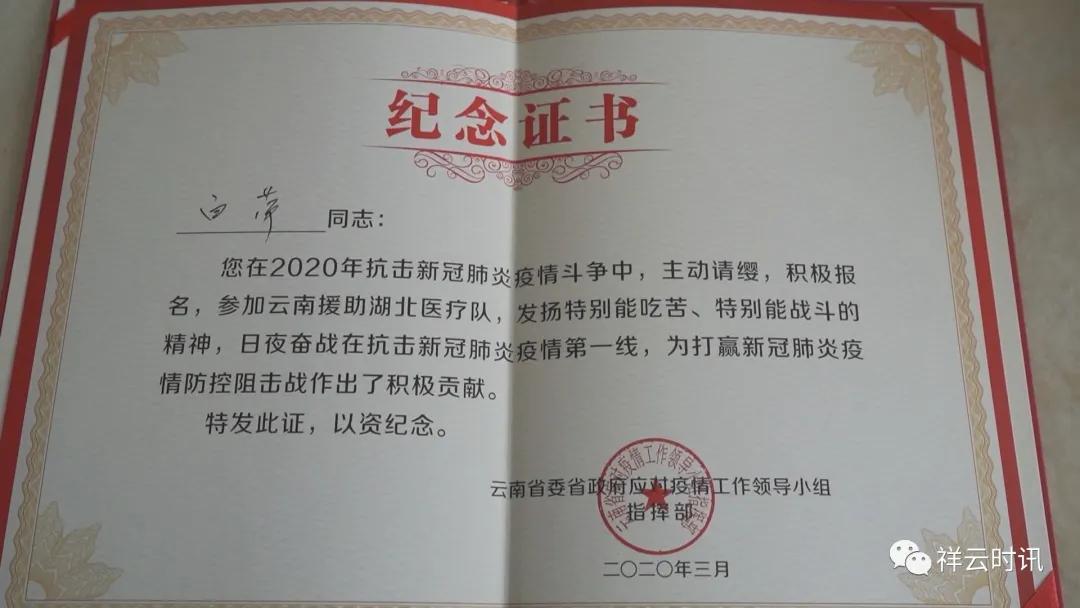 纪念证书
同志：
您在2020年抗击新冠肺炎疫情斗争中，主动请缨，积极报
名，参加云南援助湖北医疗队，发扬特别能吃苦、特别能战斗的
精神，日夜奋战在抗击新冠肺炎疫情第一线，为打赢新冠肺炎疫
情防控阻击战作出了积极贡献。
特发此证，以资纪念。
云南省委省政府应对疫情工作领导小组
指挥部
二〇二〇年三月
祥云时讯